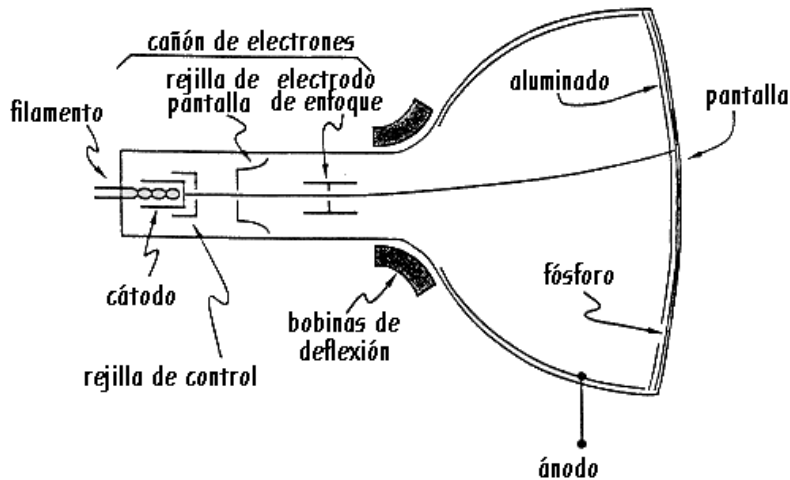 cañón de electrones
rejilla de
pantalla
electrodo
de enfoque
filamento
aluminado
pantalla
cátodo
rejilla de control
bobinas de
deflexión
fósforo
ánodo